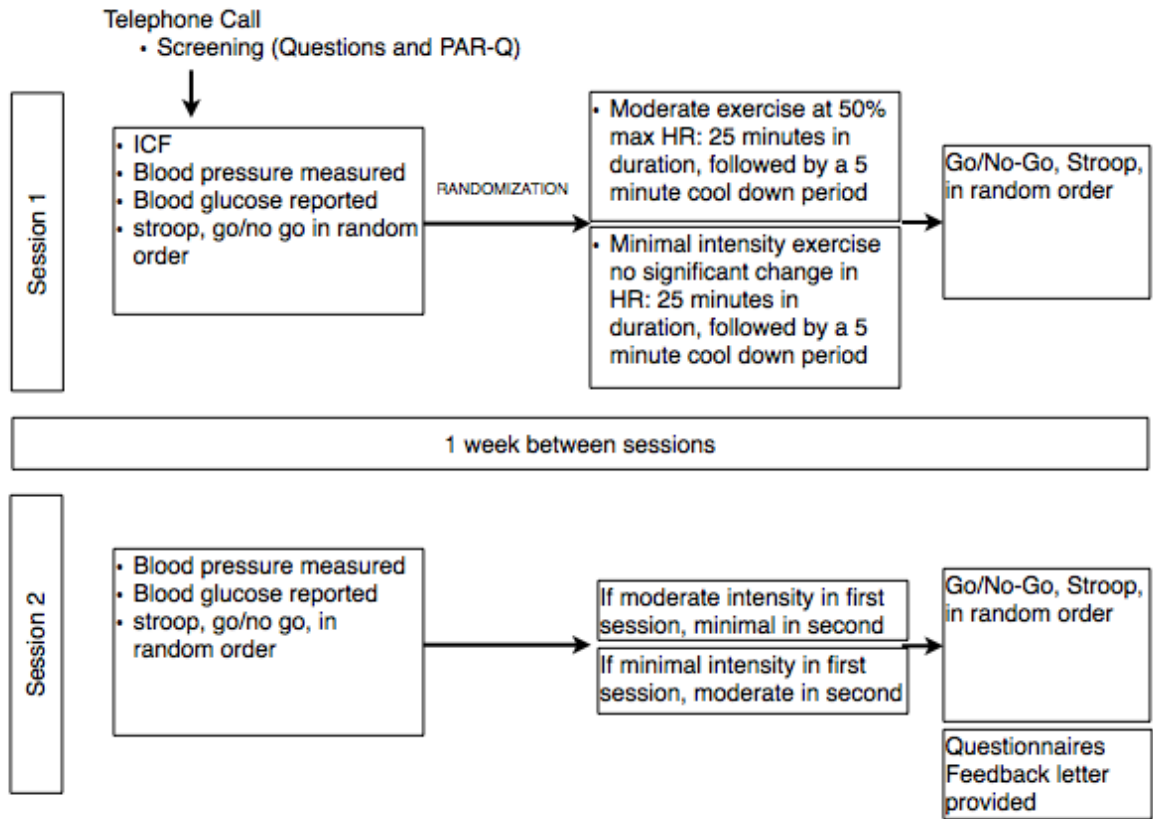 Telephone Call
• Screening (Questions and PAR-Q)
Session 1
• ICF
• Blood pressure measured
• Blood glucose reported
• stroop, go/no go in random
order
RANDOMIZATION
• Moderate exercise at 50%
max HR: 25 minutes in
duration, followed by a 5
minute cool down period
• Minimal intensity exercise
no significant change in
HR: 25 minutes in
duration, followed by a 5
minute cool down period
Go/No-Go, Stroop,
in random order
1 week between sessions
Session 2
• Blood pressure measured
• Blood glucose reported
• stroop, go/no go, in
random order
If moderate intensity in first
session, minimal in second
If minimal intensity in first
session, moderate in second
Go/No-Go, Stroop,
in random order
Questionnaires
Feedback letter
provided